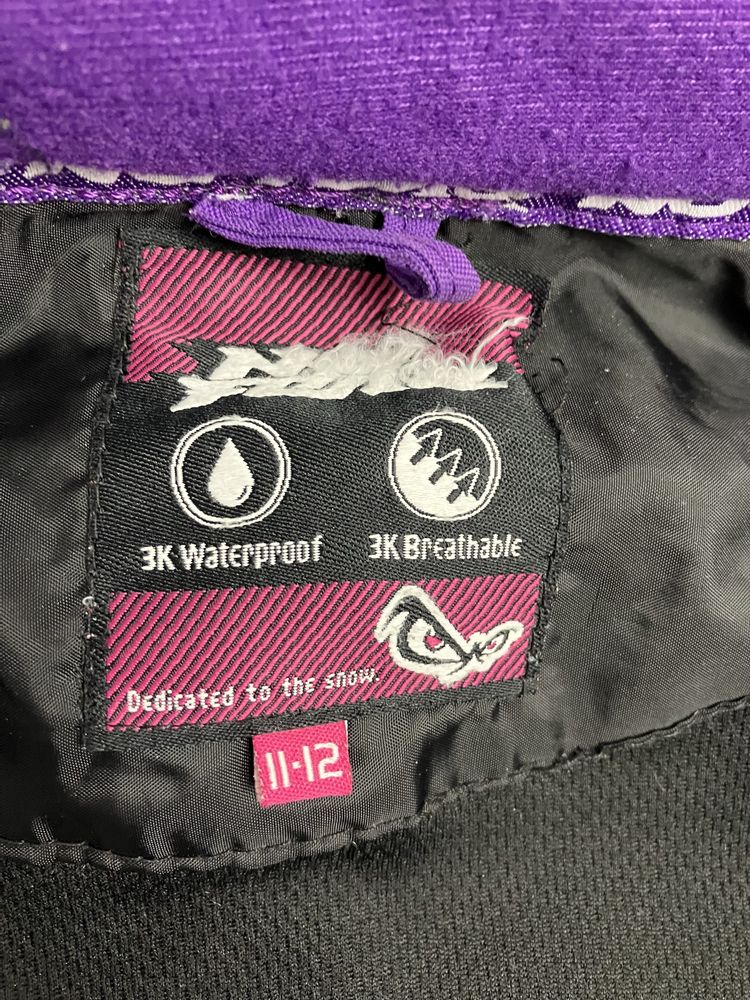 3K Waterproof
3K Breathable
Dedicated to the snow.
11-12